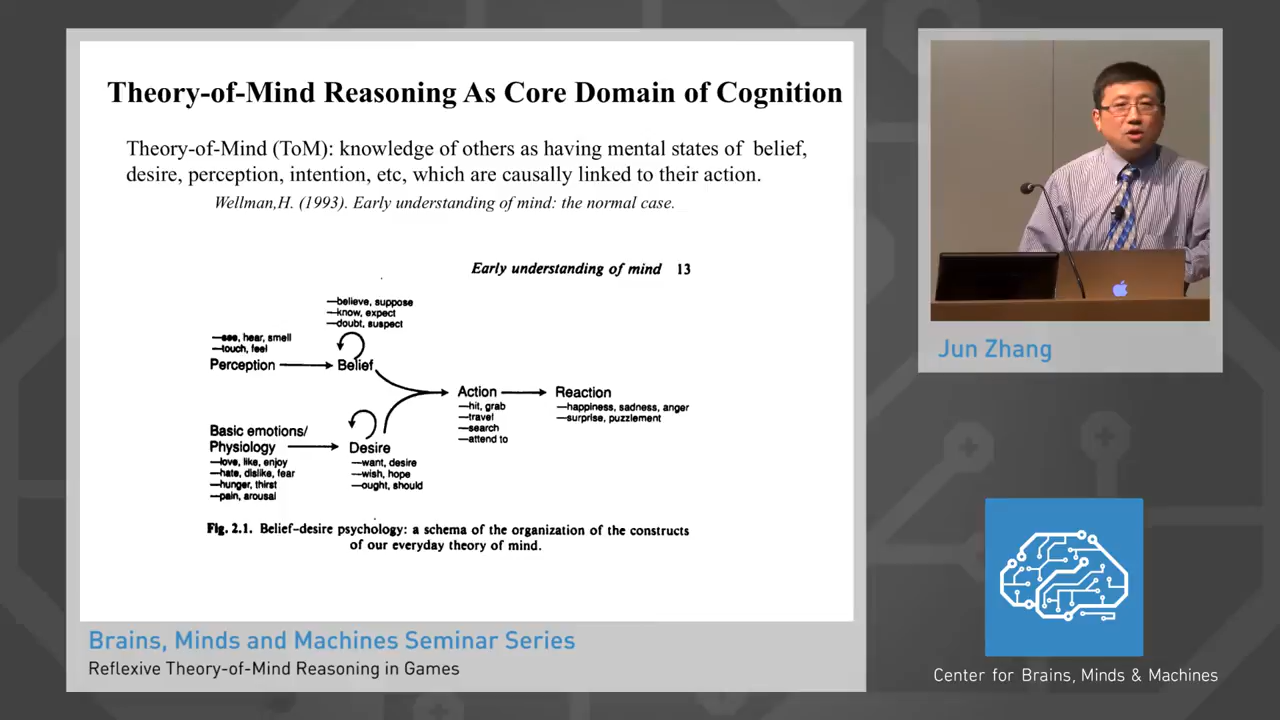 Theory-of-Mind Reasoning As Core Domain of Cognition
Theory-of-Mind (ToM): knowledge of others as having mental states of belief,
desire, perception, intention, etc, which are causally linked to their action.
Wellman,H. (1993). Early understanding of mind: the normal case.
Early understanding of mind 13
—believe, suppose
—know, expect
—doubt, suspect
—see, hear, smell
—touch, feel
Perception
Belief
Action
—hit, grab
—travel
—search
—attend to
Reaction
—happiness, sadness, anger
—surprise, puzzlement
Basic emotions/
Physiology
—love, like, enjoy
—hate, dislike, fear
—hunger, thirst
—pain, arousal
Desire
—want, desire
—wish, hope
—ought, should
Fig. 2.1. Belief–desire psychology: a schema of the organization of the constructs
of our everyday theory of mind.
Jun Zhang
Brains, Minds and Machines Seminar Series
Reflexive Theory-of-Mind Reasoning in Games
Center for Brains, Minds & Machines